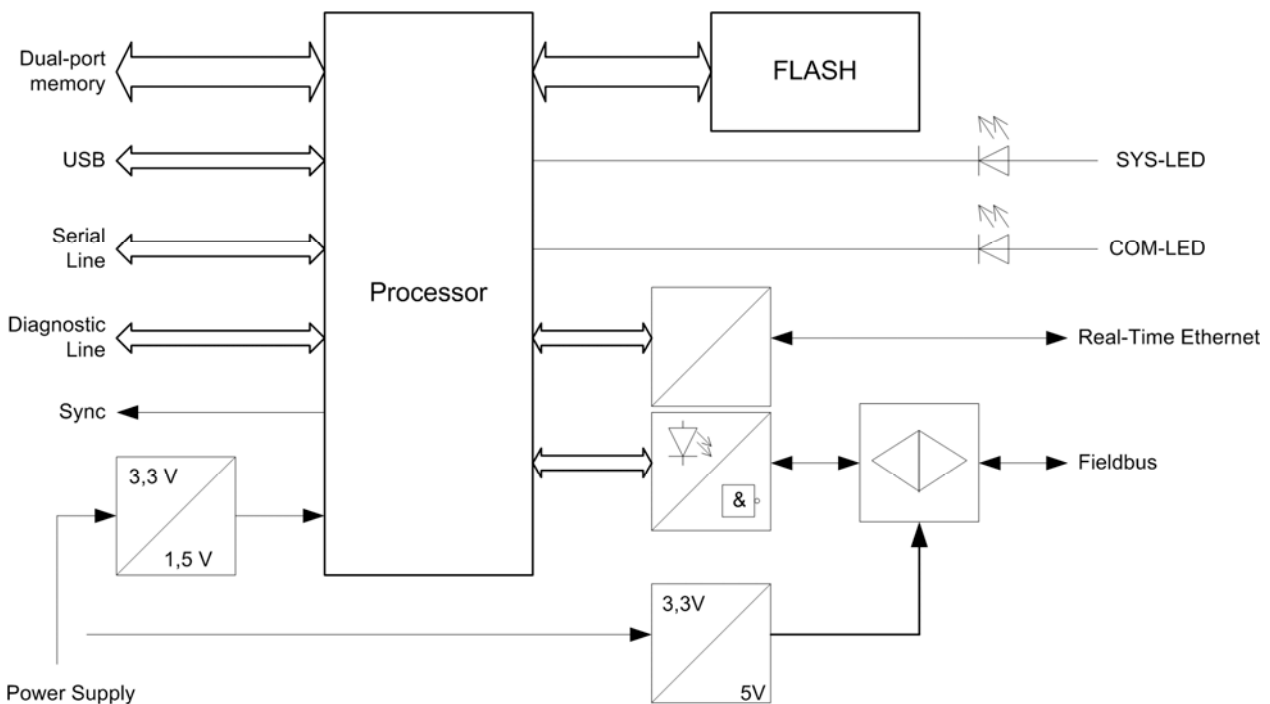 Dual-port
memory
FLASH
USB
SYS-LED
Serial
Line
COM-LED
Processor
Diagnostic
Line
Real-Time Ethernet
Sync
Fieldbus
3,3 V
&
1,5 V
3,3V
5V
Power Supply